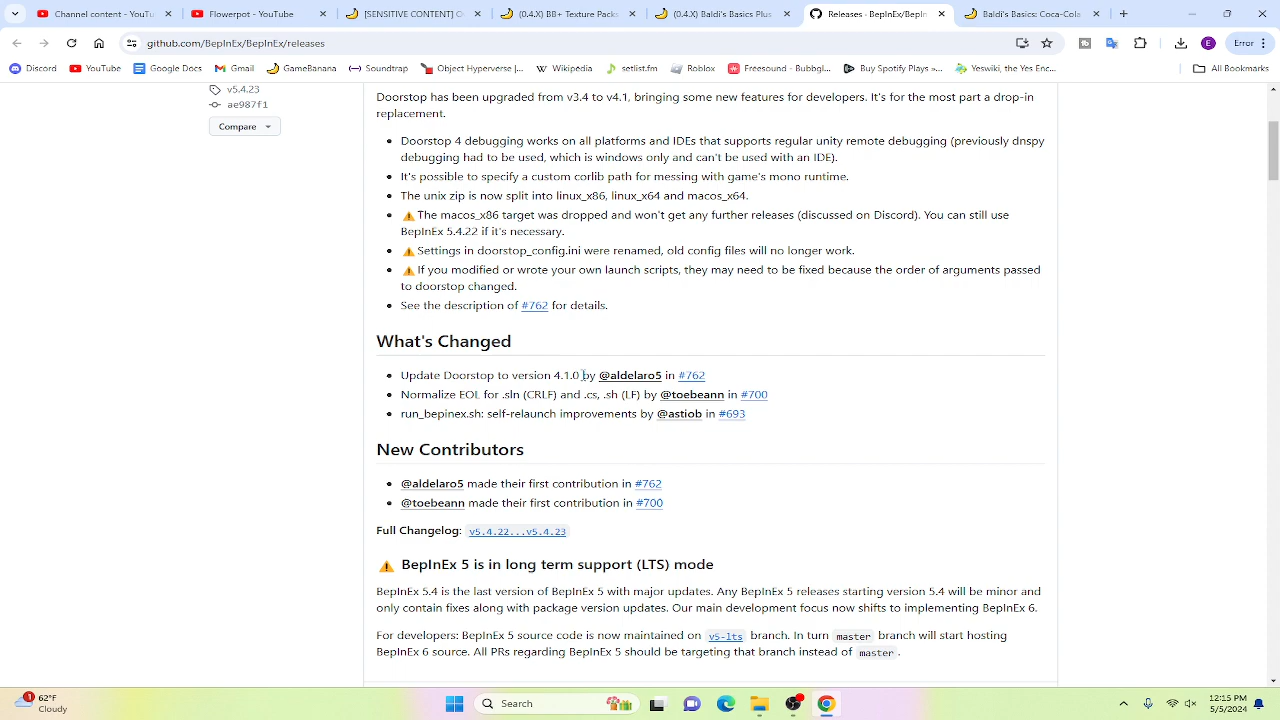 Channel content - YouTu
Flowerpot - YouTube
[SENSITIVE CONTENT] C
(0.4X) BB+ Texture Packs
(0.4X) BB+ Basics Plus
Releases · BepInEx/BepIn
Baldi's Basics: Coca-Cole
github.com/BepInEx/BepInEx/releases
E
Error
Discord
YouTube
Google Docs
Gmail
GameBanana
Soundtrap
Object Hyperverse:...
Wikipedia
setlist.fm
Roblox
Freesound - Bubbgl...
Buy Spotify Plays »...
Yeswiki, the Yes Enc...
All Bookmarks
v5.4.23
ae987f1
Compare
Doorstop has been upgraded from v3.4 to v4.1, bringing some new features for developers. It's for the most part a drop-in
replacement.
Doorstop 4 debugging works on all platforms and IDEs that supports regular unity remote debugging (previously dnspy
debugging had to be used, which is windows only and can't be used with an IDE).
It's possible to specify a custom corlib path for messing with game's mono runtime.
The unix zip is now split into linux_x86, linux_x64 and macos_x64.
⚠️The macos_x86 target was dropped and won't get any further releases (discussed on Discord). You can still use
BepInEx 5.4.22 if it's necessary.
⚠️Settings in doorstop_config.ini were renamed, old config files will no longer work.
⚠️If you modified or wrote your own launch scripts, they may need to be fixed because the order of arguments passed
to doorstop changed.
See the description of #762 for details.
What's Changed
Update Doorstop to version 4.1.0 by @aldelaro5 in #762
Normalize EOL for .sln (CRLF) and .cs, .sh (LF) by @toebeann in #700
run_bepinex.sh: self-relaunch improvements by @astiob in #693
New Contributors
@aldelaro5 made their first contribution in #762
@toebeann made their first contribution in #700
Full Changelog: v5.4.22...v5.4.23
⚠️ BepInEx 5 is in long term support (LTS) mode
BepInEx 5.4 is the last version of BepInEx 5 with major updates. Any BepInEx 5 releases starting version 5.4 will be minor and
only contain fixes along with package version updates. Our main development focus now shifts to implementing BepInEx 6.
For developers: BepInEx 5 source code is now maintained on v5-lts branch. In turn master branch will start hosting
BepInEx 6 source. All PRs regarding BepInEx 5 should be targeting that branch instead of master.
1
62°F
Cloudy
Search
12:15 PM
5/5/2024